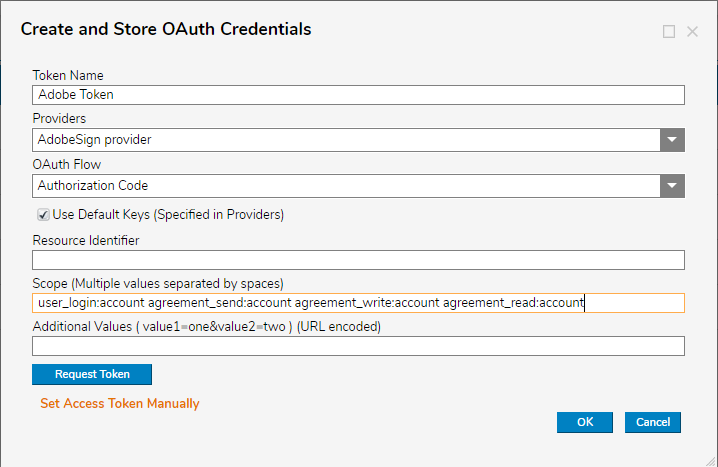 Create and Store OAuth Credentials
Token Name
Adobe Token
Providers
AdobeSign provider
OAuth Flow
Authorization Code
Use Default Keys (Specified in Providers)
Resource Identifier
Scope (Multiple values separated by spaces)
user_login:account agreement_send:account agreement_write:account agreement_read:account
Additional Values ( value1=one&value2=two ) (URL encoded)
Request Token
Set Access Token Manually
OK Cancel